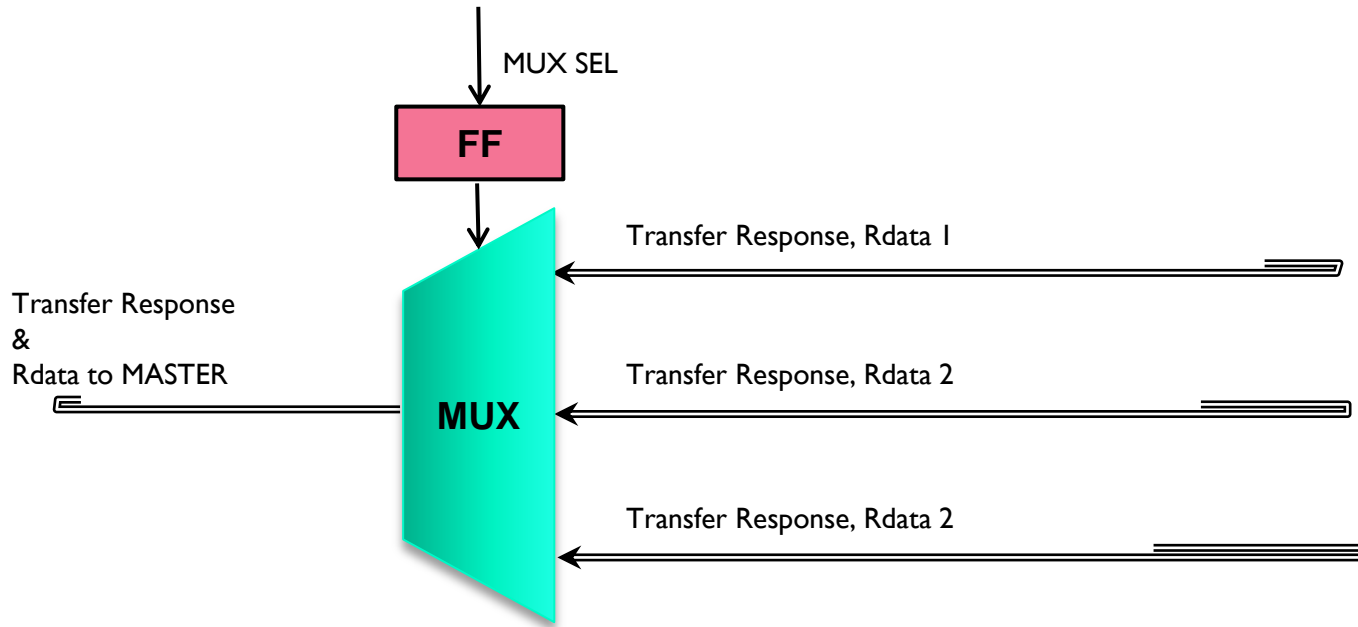 MUX SEL
FF
Transfer Response, Rdata 1
Transfer Response
&
Rdata to MASTER
Transfer Response, Rdata 2
MUX
Transfer Response, Rdata 2